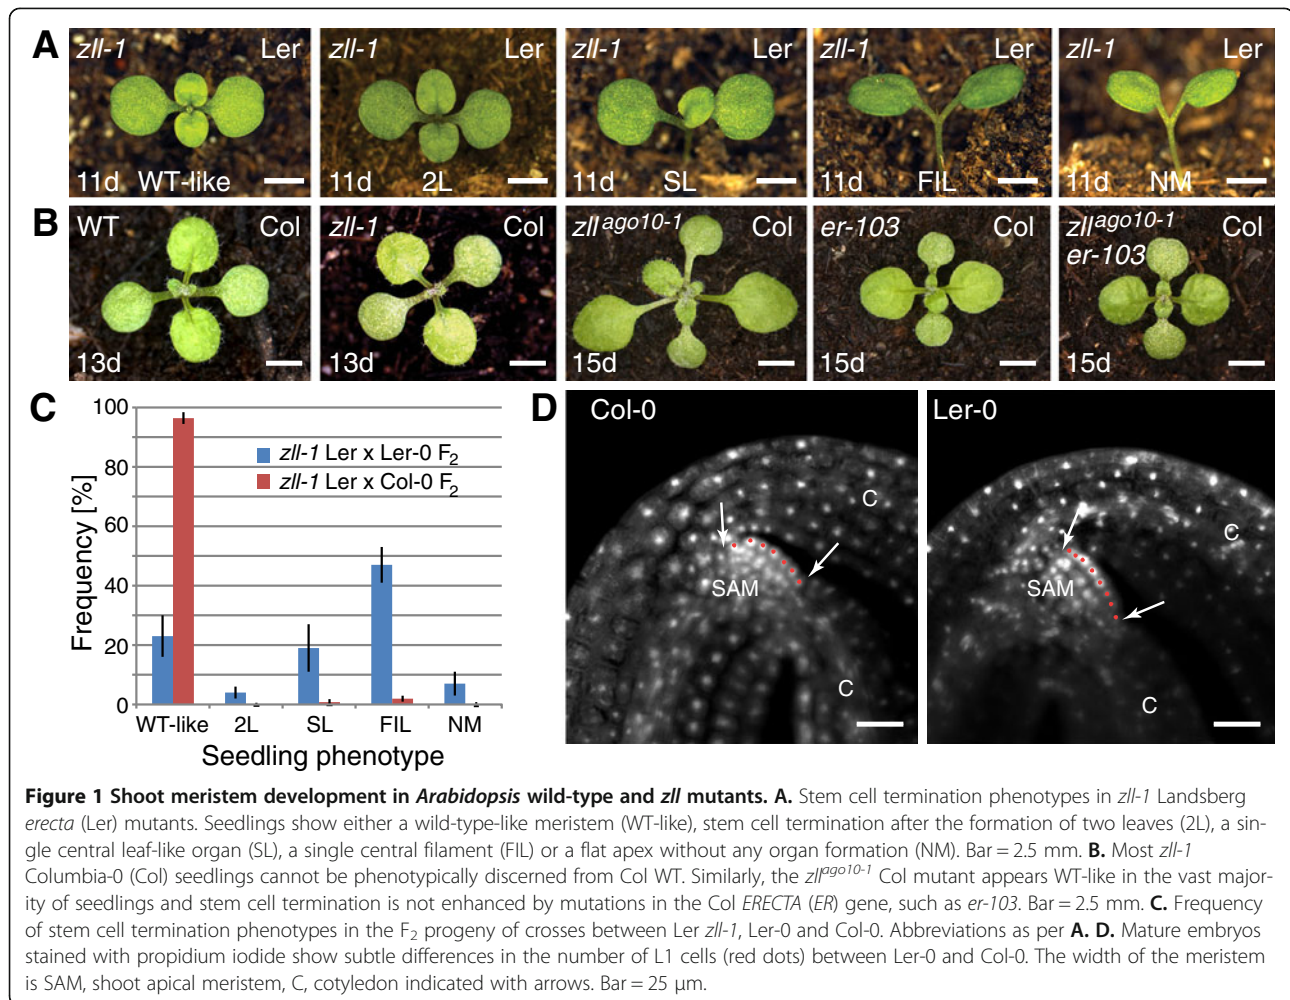 A
zll-1 Ler
11d WT-like
zll-1 Ler
11d 2L
zll-1 Ler
11d SL
zll-1 Ler
11d FIL
zll-1 Ler
11d NM
B
WT Col
13d
zll-1 Col
13d
zll^ago10-1 Col
15d
er-103 Col
15d
zll^ago10-1 Col
er-103
15d
C
100
80
60
40
20
0
Frequency [%]
zll-1 Ler x Ler-0 F₂
zll-1 Ler x Col-0 F₂
WT-like 2L SL FIL NM
Seedling phenotype
D
Col-0
C
SAM
C
Ler-0
C
SAM
C
Figure 1 Shoot meristem development in Arabidopsis wild-type and zll mutants. A. Stem cell termination phenotypes in zll-1 Landsberg
erecta (Ler) mutants. Seedlings show either a wild-type-like meristem (WT-like), stem cell termination after the formation of two leaves (2L), a sin-
gle central leaf-like organ (SL), a single central filament (FIL) or a flat apex without any organ formation (NM). Bar = 2.5 mm. B. Most zll-1
Columbia-0 (Col) seedlings cannot be phenotypically discerned from Col WT. Similarly, the zll^ago10-1 Col mutant appears WT-like in the vast major-
ity of seedlings and stem cell termination is not enhanced by mutations in the Col ERECTA (ER) gene, such as er-103. Bar = 2.5 mm. C. Frequency
of stem cell termination phenotypes in the F₂ progeny of crosses between Ler zll-1, Ler-0 and Col-0. Abbreviations as per A. D. Mature embryos
stained with propidium iodide show subtle differences in the number of L1 cells (red dots) between Ler-0 and Col-0. The width of the meristem
is SAM, shoot apical meristem, C, cotyledon indicated with arrows. Bar = 25 μm.